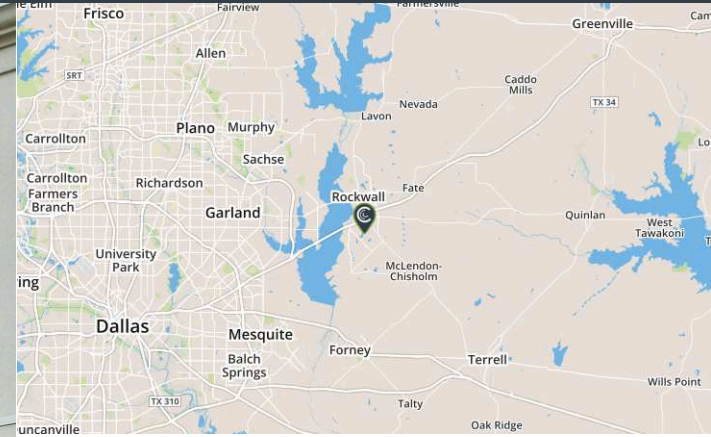 Frisco
Fairview
Farmersville
Greenville
Allen
SRT
Caddo
Mills
TX 34
Nevada
Lavon
Carrollton
Plano
Murphy
Sachse
Carrollton
Farmers
Branch
Richardson
Rockwall
Fate
Garland
Quinlan
West
Tawakoni
University
Park
McLendon-
Chisholm
Dallas
Mesquite
Forney
Balch
Springs
Terrell
Wills Point
TX 310
Talty
Oak Ridge